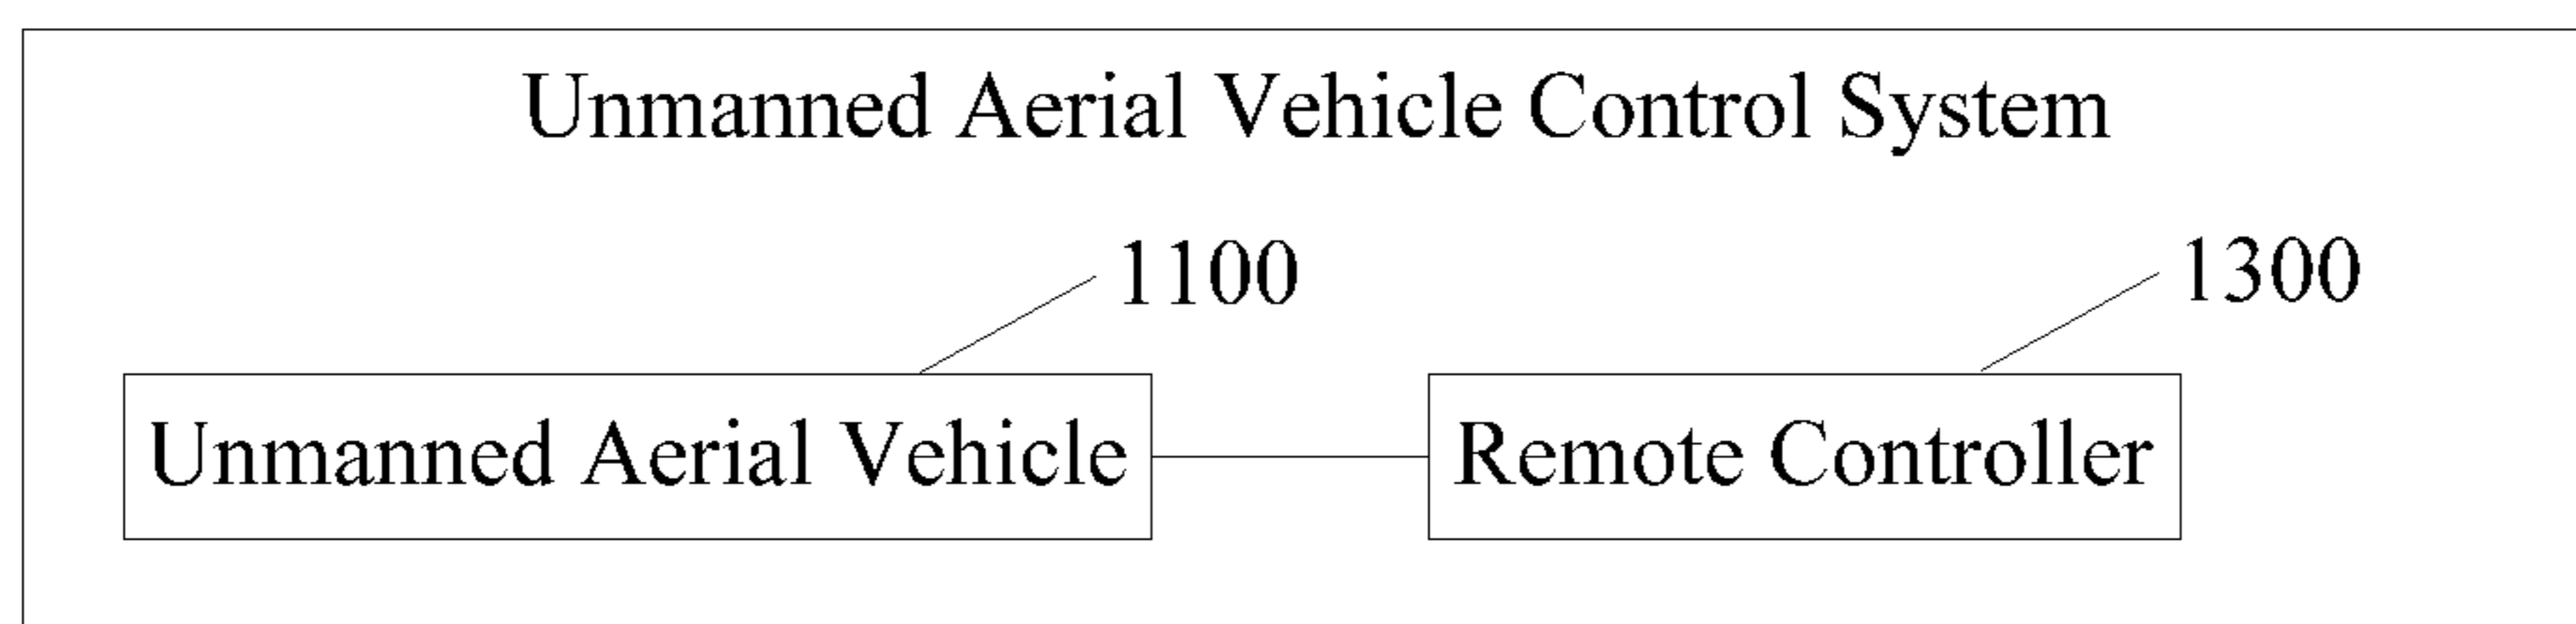 Unmanned Aerial Vehicle Control System
1100
1300
Unmanned Aerial Vehicle
Remote Controller